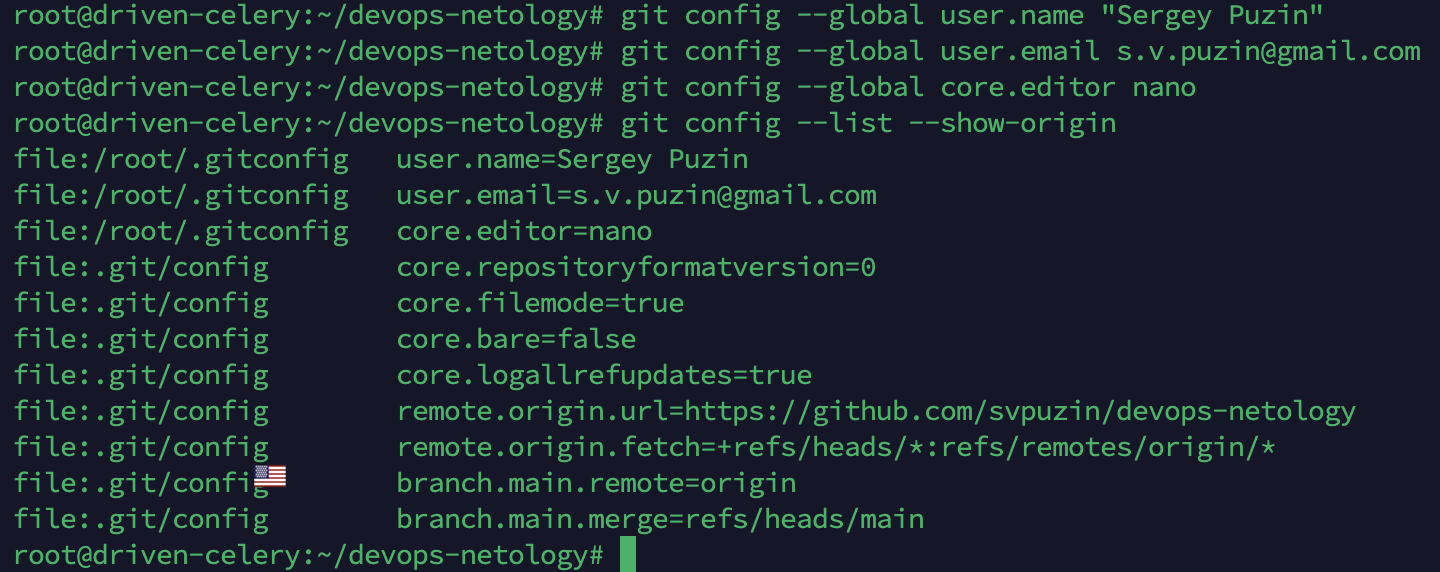 root@driven-celery:~/devops-netology# git config --global user.name "Sergey Puzin"
root@driven-celery:~/devops-netology# git config --global user.email s.v.puzin@gmail.com
root@driven-celery:~/devops-netology# git config --global core.editor nano
root@driven-celery:~/devops-netology# git config --list --show-origin
file:/root/.gitconfig   user.name=Sergey Puzin
file:/root/.gitconfig   user.email=s.v.puzin@gmail.com
file:/root/.gitconfig   core.editor=nano
file:.git/config        core.repositoryformatversion=0
file:.git/config        core.filemode=true
file:.git/config        core.bare=false
file:.git/config        core.logallrefupdates=true
file:.git/config        remote.origin.url=https://github.com/svpuzin/devops-netology
file:.git/config        remote.origin.fetch=+refs/heads/*:refs/remotes/origin/*
file:.git/config        branch.main.remote=origin
file:.git/config        branch.main.merge=refs/heads/main
root@driven-celery:~/devops-netology#